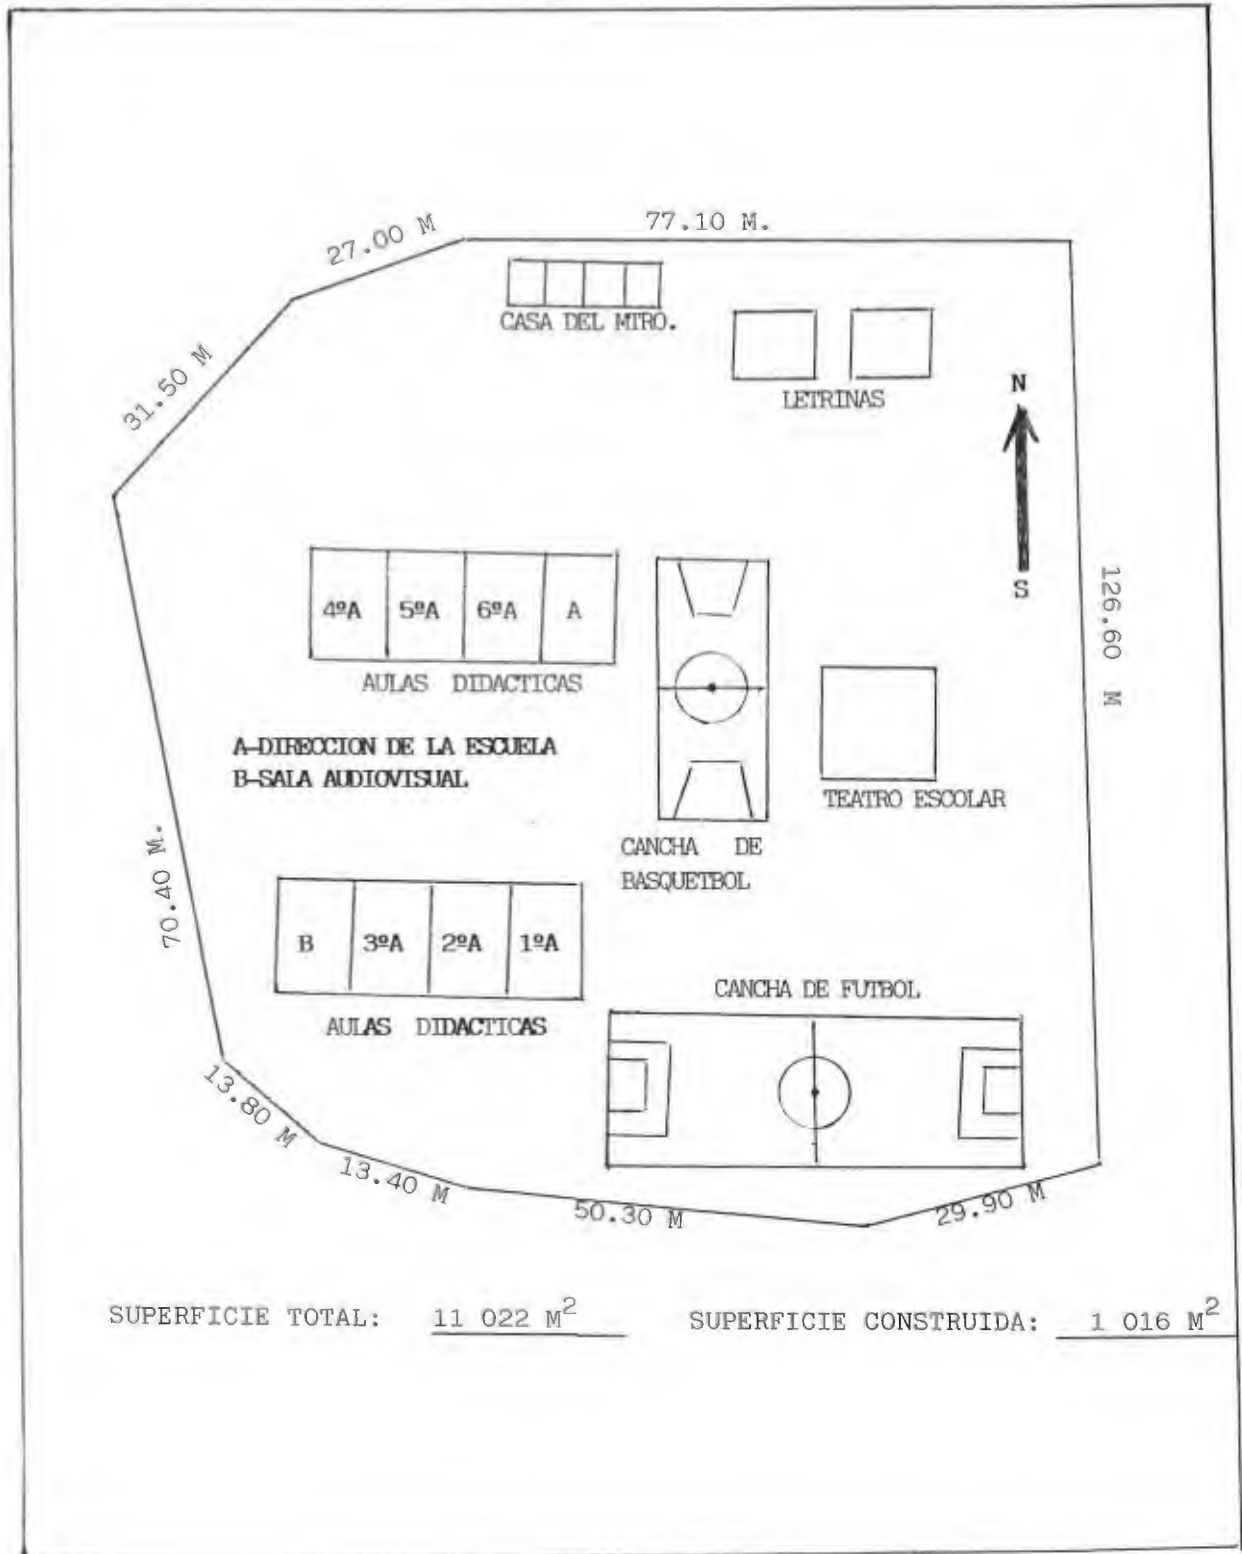 77.10 M.
27.00 M
CASA DEL MTRO.
31.50 M
LETRINAS
N
S
126.60 M
4ºA 5ºA 6ºA A
AULAS DIDACTICAS
A-DIRECCION DE LA ESCUELA
B-SALA AUDIOVISUAL
TEATRO ESCOLAR
CANCHA DE
BASQUETBOL
70.40 M.
B 3ºA 2ºA 1ºA
AULAS DIDACTICAS
CANCHA DE FUTBOL
13.80 M
13.40 M
50.30 M
29.90 M
SUPERFICIE TOTAL: 11 022 M²
SUPERFICIE CONSTRUIDA: 1 016 M²